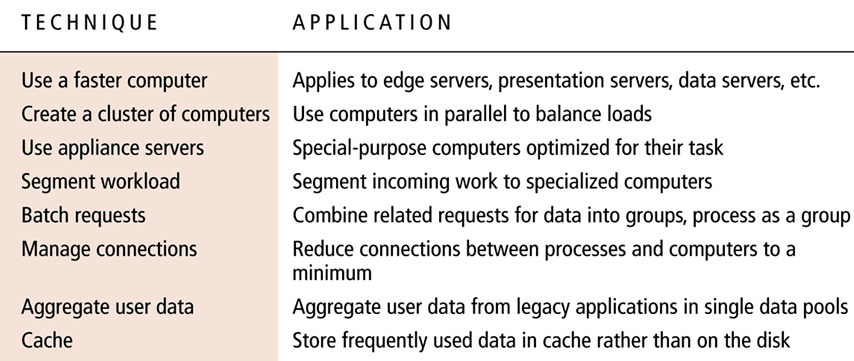 TECHNIQUE APPLICATION
Use a faster computer Applies to edge servers, presentation servers, data servers, etc.
Create a cluster of computers Use computers in parallel to balance loads
Use appliance servers Special-purpose computers optimized for their task
Segment workload Segment incoming work to specialized computers
Batch requests Combine related requests for data into groups, process as a group
Manage connections Reduce connections between processes and computers to a
minimum
Aggregate user data Aggregate user data from legacy applications in single data pools
Cache Store frequently used data in cache rather than on the disk